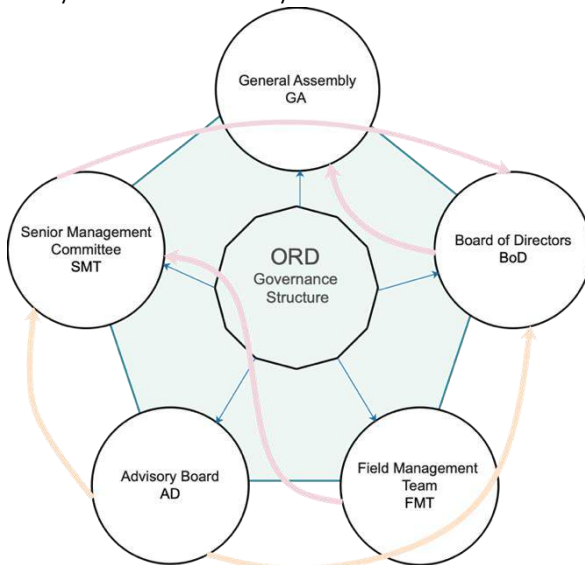 General Assembly
GA
Senior Management
Committee
SMT
ORD
Governance
Structure
Board of Directors
BoD
Advisory Board
AD
Field Management
Team
FMT